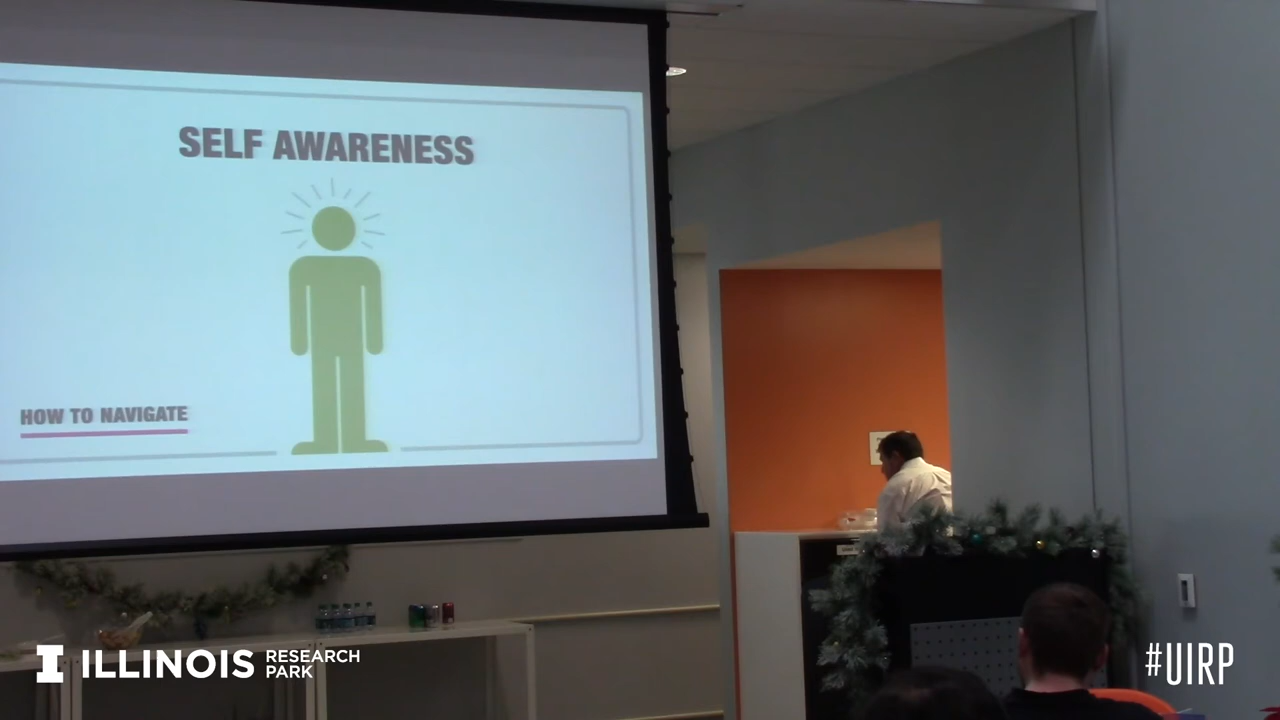 SELF AWARENESS
HOW TO NAVIGATE
ILLINOIS
RESEARCH
PARK
#UIRP